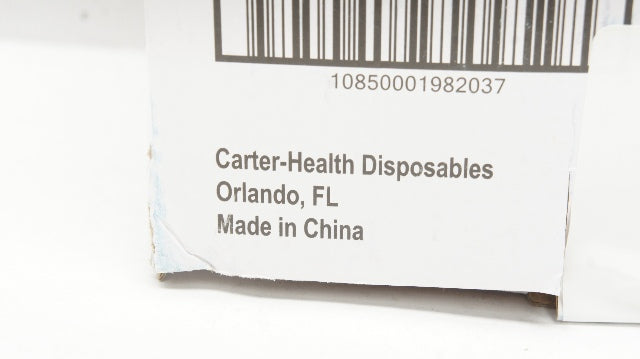 10850001982037
Carter-Health Disposables
Orlando, FL
Made in China